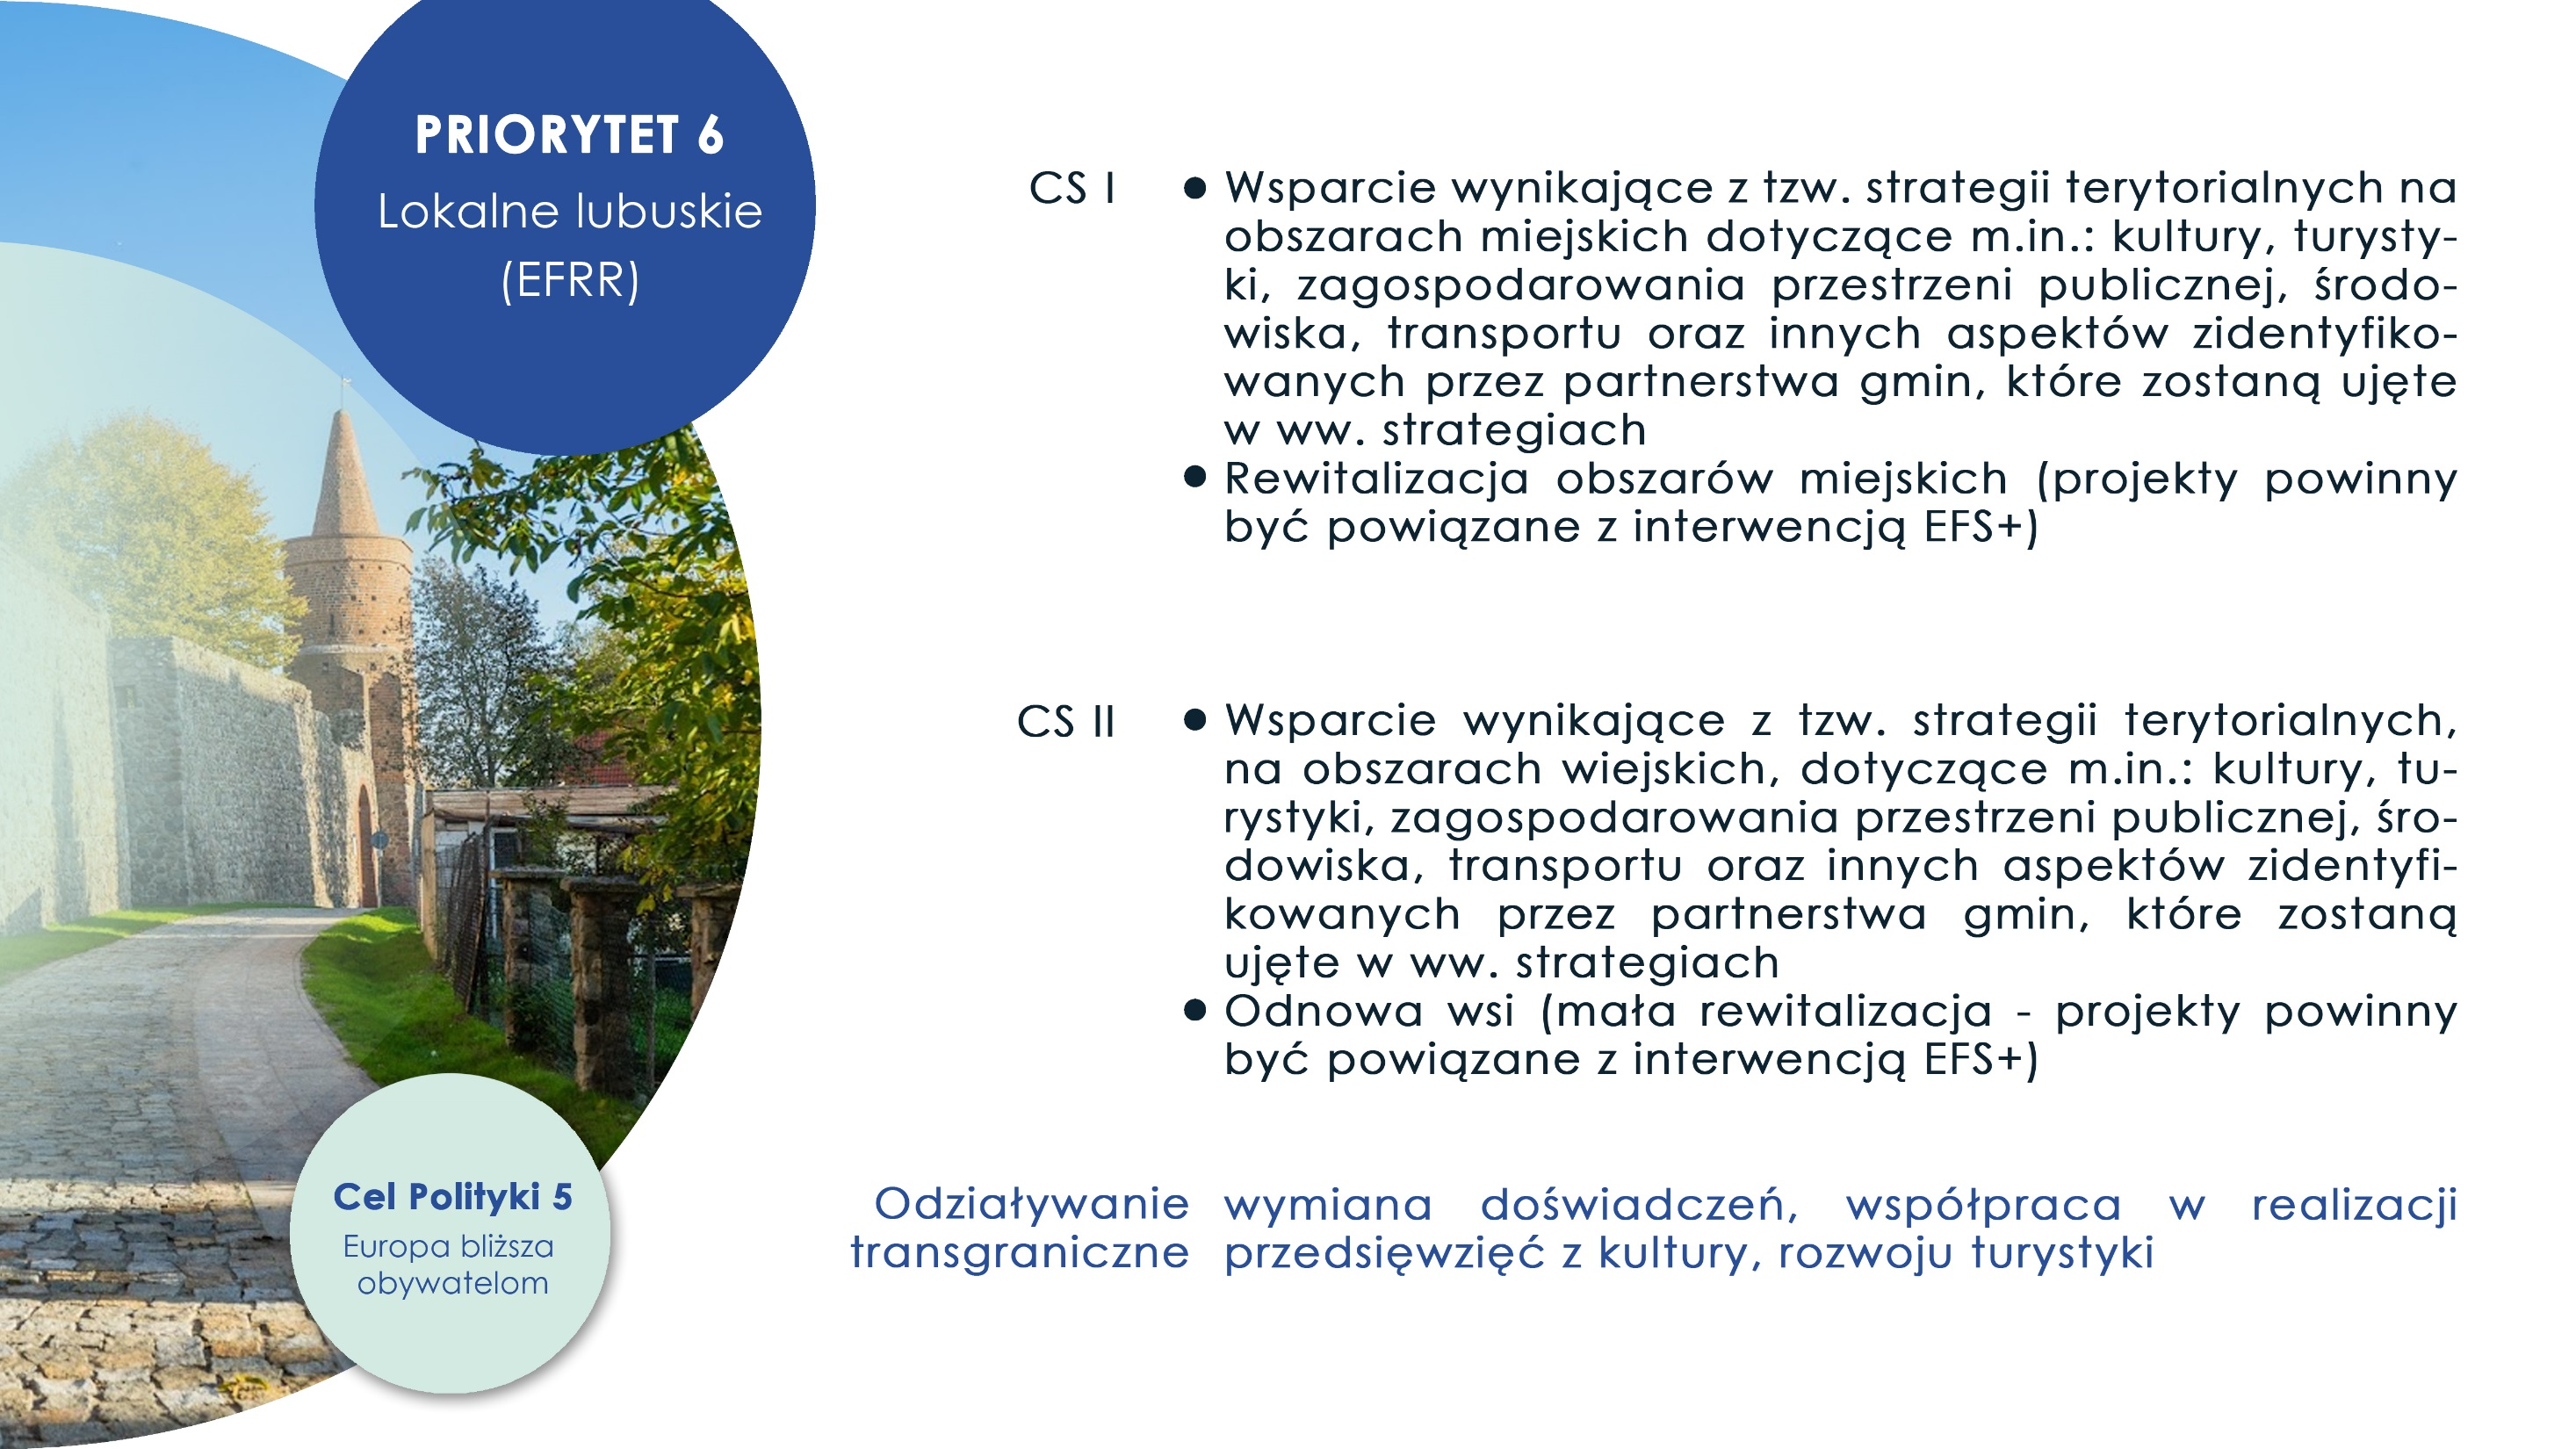 PRIORYTET 6
Lokalne lubuskie
(EFRR)
CS I
● Wsparcie wynikające z tzw. strategii terytorialnych na
obszarach miejskich dotyczące m.in.: kultury, turysty-
ki, zagospodarowania przestrzeni publicznej, środo-
wiska, transportu oraz innych aspektów zidentyfiko-
wanych przez partnerstwa gmin, które zostaną ujęte
w ww. strategiach
● Rewitalizacja obszarów miejskich (projekty powinny
być powiązane z interwencją EFS+)
CS II
● Wsparcie wynikające z tzw. strategii terytorialnych,
na obszarach wiejskich, dotyczące m.in.: kultury, tu-
rystyki, zagospodarowania przestrzeni publicznej, śro-
dowiska, transportu oraz innych aspektów zidentyfi-
kowanych przez partnerstwa gmin, które zostaną
ujęte w ww. strategiach
● Odnowa wsi (mała rewitalizacja - projekty powinny
być powiązane z interwencją EFS+)
Odziaływanie
transgraniczne
wymiana doświadczeń, współpraca w realizacji
przedsięwzięć z kultury, rozwoju turystyki
Cel Polityki 5
Europa bliższa
obywatelom